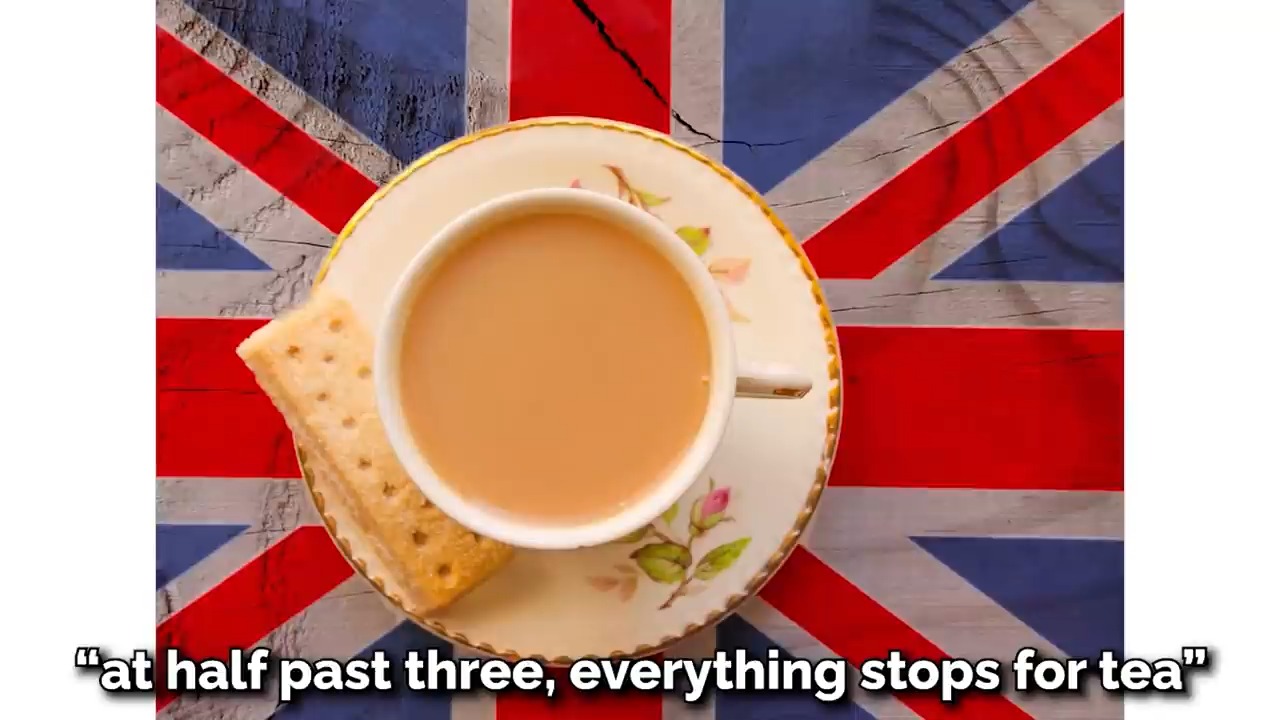 “at half past three, everything stops for tea”